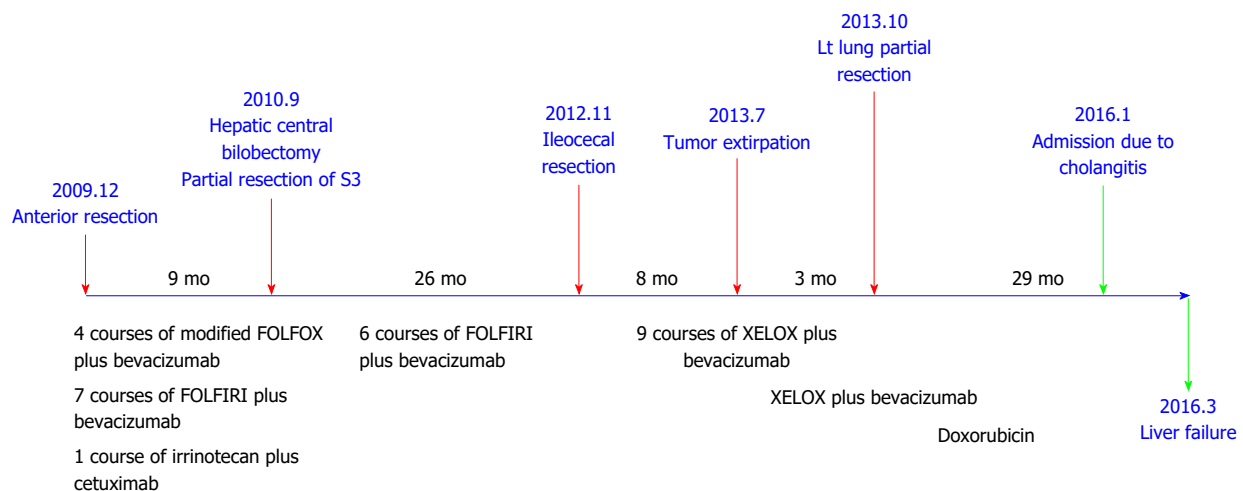 2009.12
Anterior resection
2010.9
Hepatic central
bilobectomy
Partial resection of S3
2012.11
Ileocecal
resection
2013.7
Tumor extirpation
2013.10
Lt lung partial
resection
2016.1
Admission due to
cholangitis
9 mo
26 mo
8 mo
3 mo
29 mo
4 courses of modified FOLFOX
plus bevacizumab
7 courses of FOLFIRI plus
bevacizumab
1 course of irrinotecan plus
cetuximab
6 courses of FOLFIRI
plus bevacizumab
9 courses of XELOX plus
bevacizumab
XELOX plus bevacizumab
Doxorubicin
2016.3
Liver failure